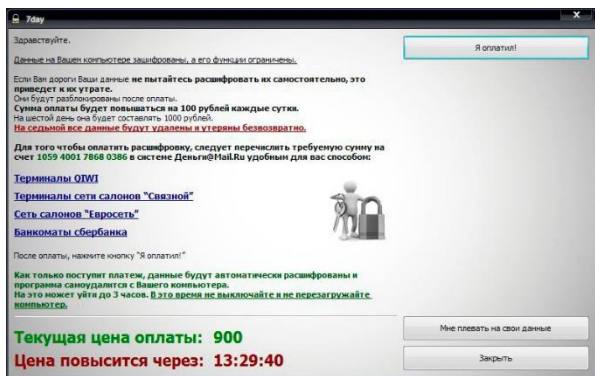 7day
Здравствуйте.
Данные на Вашем компьютере зашифрованы, а его функции ограничены.
Если Вам дороги Ваши данные не пытайтесь расшифровать их самостоятельно, это
приведет к их утрате.
Они будут разблокированы после оплаты.
Сумма оплаты будет повышаться на 100 рублей каждые сутки.
На шестой день она будет составлять 1000 рублей.
На седьмой все данные будут удалены и утеряны безвозвратно.
Для того чтобы оплатить расшифровку, следует перечислить требуемую сумму на
счет 1059 4001 7868 0386 в системе Деньги@Mail.Ru удобным для вас способом:
Терминалы QIWI
Терминалы сети салонов "Связной"
Сеть салонов "Евросеть"
Банкоматы сбербанка
После оплаты, нажмите кнопку "Я оплатил!"
Как только поступит платеж, данные будут автоматически расшифрованы и
программа самоудалится с Вашего компьютера.
На это может уйти до 3 часов. В это время не выключайте и не перезагружайте
компьютер.
Текущая цена оплаты: 900
Цена повысится через: 13:29:40
X
Я оплатил!
Мне плевать на свои данные
Закрыть